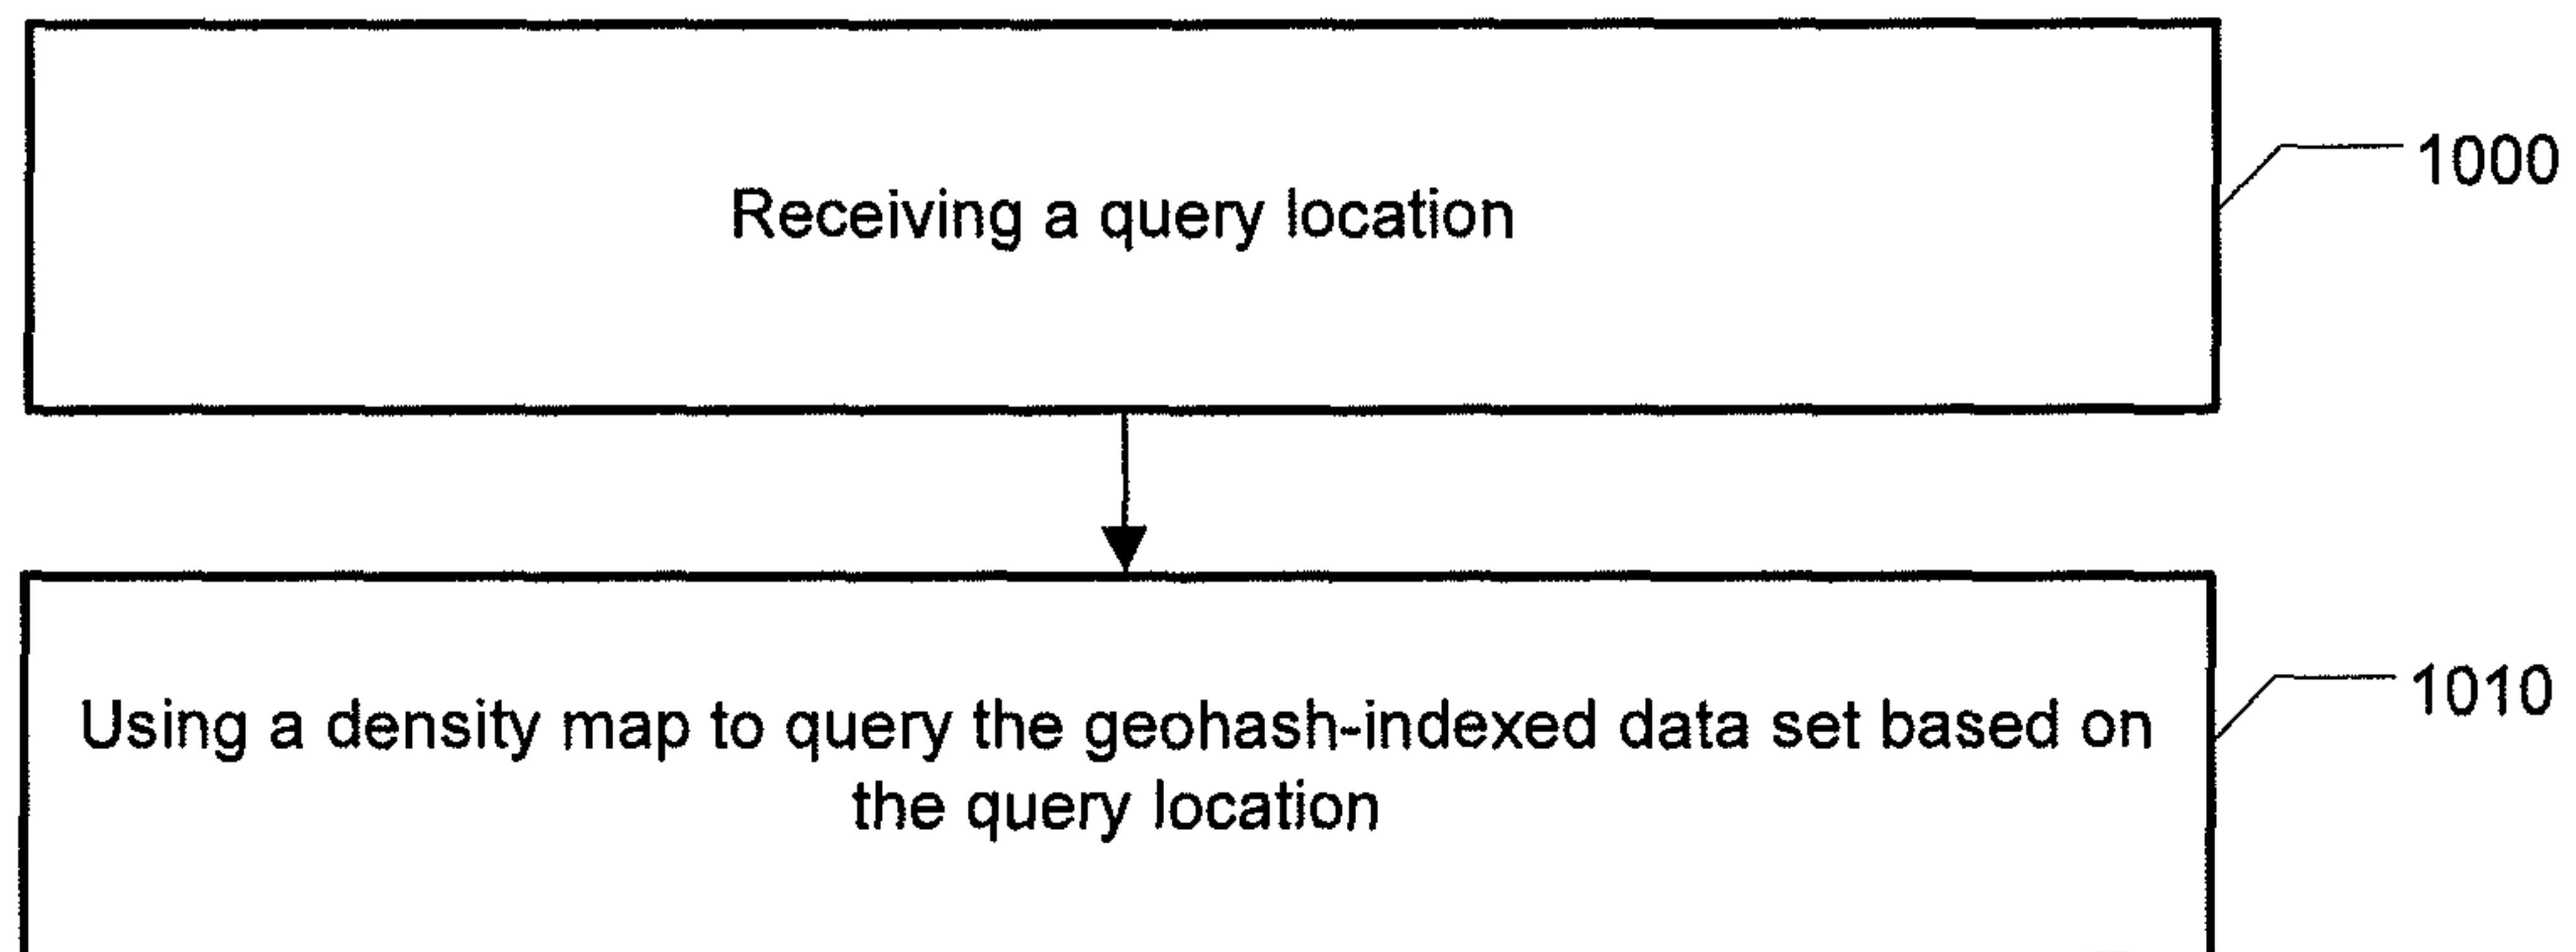 Receiving a query location
1000
Using a density map to query the geohash-indexed data set based on
the query location
1010